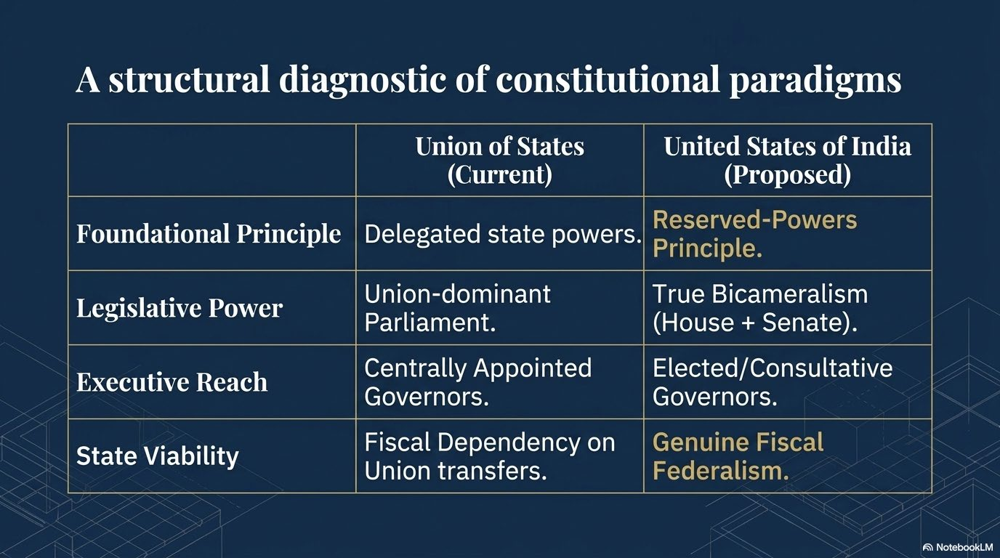 A structural diagnostic of constitutional paradigms
Union of States
(Current)
United States of India
(Proposed)
Foundational Principle
Delegated state powers.
Reserved-Powers
Principle.
Legislative Power
Union-dominant
Parliament.
True Bicameralism
(House + Senate).
Executive Reach
Centrally Appointed
Governors.
Elected/Consultative
Governors.
State Viability
Fiscal Dependency on
Union transfers.
Genuine Fiscal
Federalism.
NotebookLM